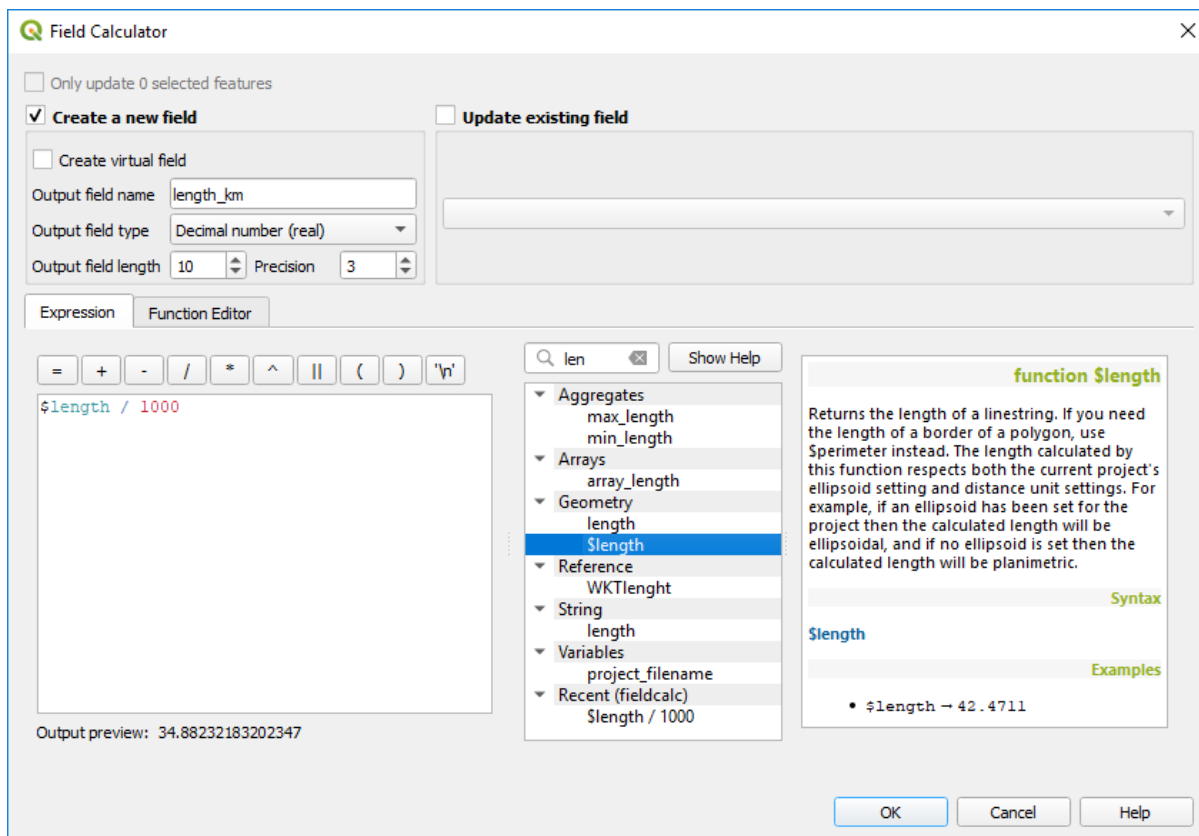 Field Calculator
Only update 0 selected features
Create a new field
Update existing field
Create virtual field
Output field name length_km
Output field type Decimal number (real)
Output field length 10 Precision 3
Expression Function Editor
= + - / * ^ || ( ) '\n'
len Show Help
$length / 1000
Aggregates
max_length
min_length
Arrays
array_length
Geometry
length
$length
Reference
WKTlenght
String
length
Variables
project_filename
Recent (fieldcalc)
$length / 1000
function $length
Returns the length of a linestring. If you need
the length of a border of a polygon, use
$perimeter instead. The length calculated by
this function respects both the current project's
ellipsoid setting and distance unit settings. For
example, if an ellipsoid has been set for the
project then the calculated length will be
ellipsoidal, and if no ellipsoid is set then the
calculated length will be planimetric.
Syntax
$length
Examples
• $length → 42.4711
Output preview: 34.88232183202347
OK Cancel Help